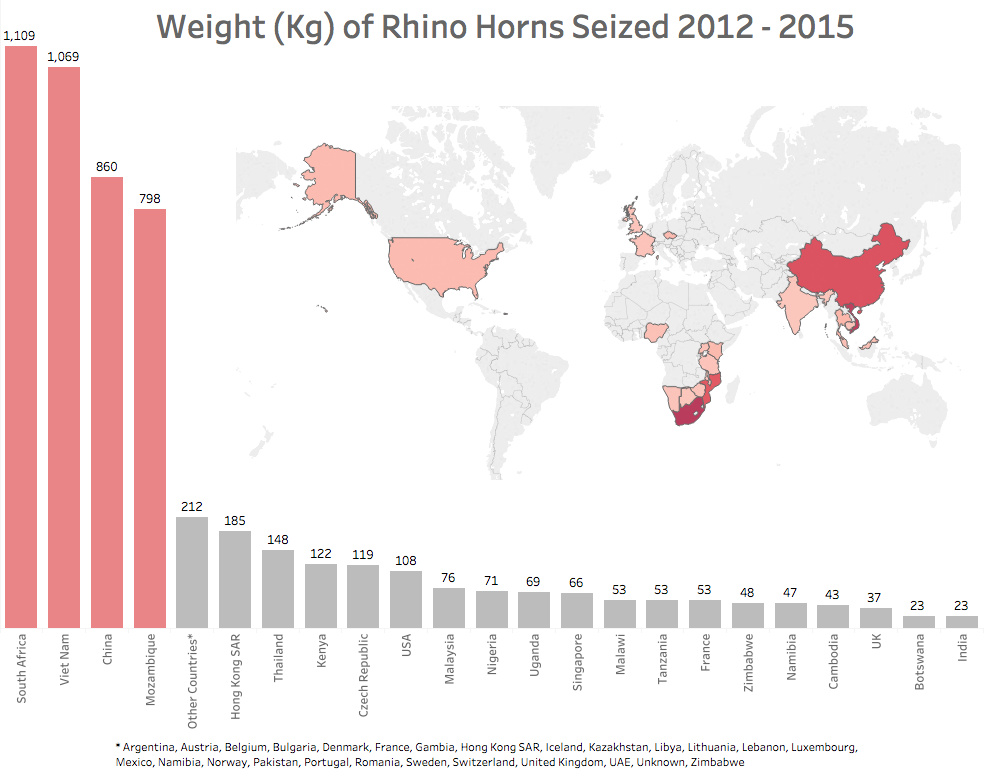 Weight (Kg) of Rhino Horns Seized 2012 - 2015
1,109
1,069
860
798
212
185
148
122
119
108
76
71
69
66
53
53
53
48
47
43
37
23
23
South Africa
Viet Nam
China
Mozambique
Other Countries*
Hong Kong SAR
Thailand
Kenya
Czech Republic
USA
Malaysia
Nigeria
Uganda
Singapore
Malawi
Tanzania
France
Zimbabwe
Namibia
Cambodia
UK
Botswana
India
* Argentina, Austria, Belgium, Bulgaria, Denmark, France, Gambia, Hong Kong SAR, Iceland, Kazakhstan, Libya, Lithuania, Lebanon, Luxembourg,
Mexico, Namibia, Norway, Pakistan, Portugal, Romania, Sweden, Switzerland, United Kingdom, UAE, Unknown, Zimbabwe